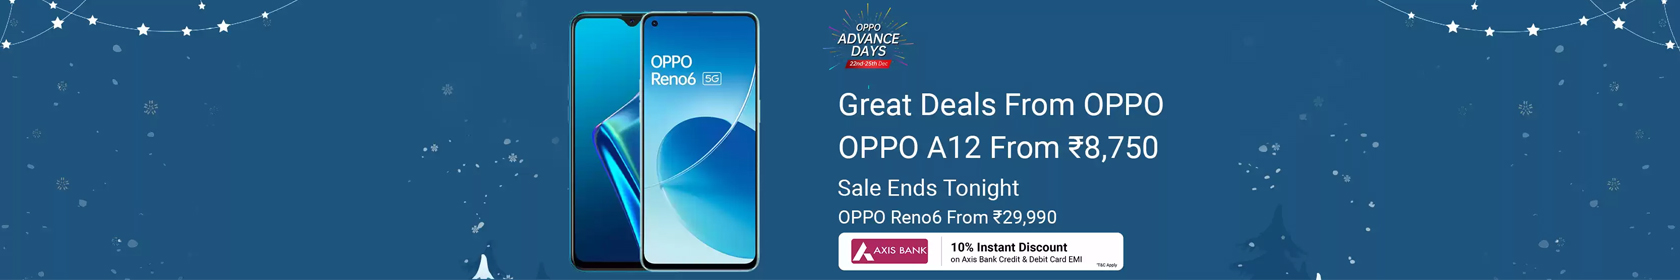 OPPO
Reno6 5G
OPPO
ADVANCE
DAYS
22nd-25th Dec
Great Deals From OPPO
OPPO A12 From ₹8,750
Sale Ends Tonight
OPPO Reno6 From ₹29,990
AXIS BANK
10% Instant Discount
on Axis Bank Credit & Debit Card EMI
*T&C Apply